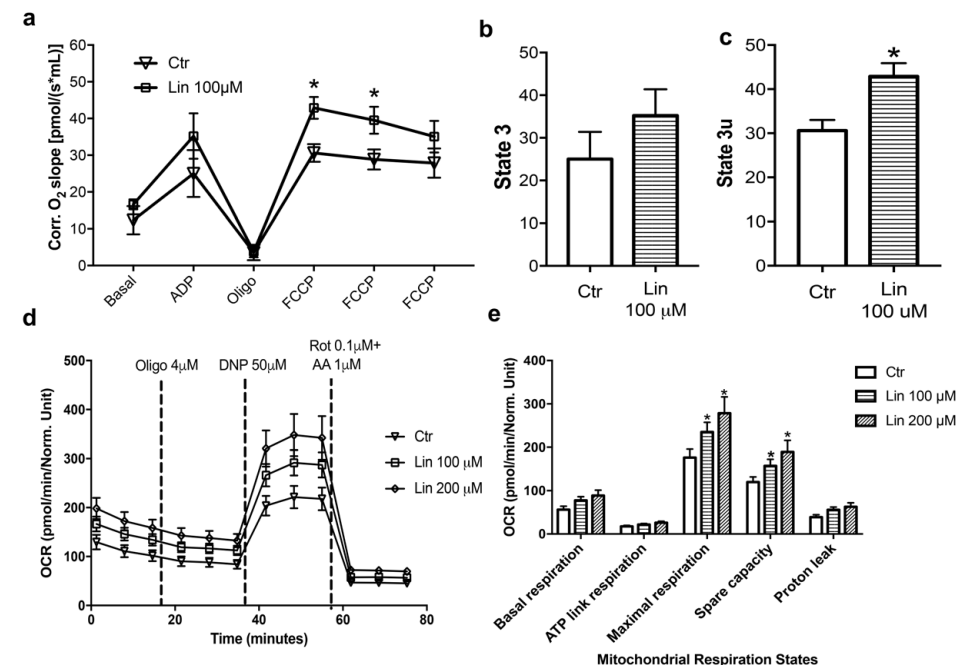 a
Corr. O2 slope [pmol/(s*mL)]
60
50
40
30
20
10
0
Ctr
Lin 100μM
*
*
Basal
ADP
Oligo
FCCP
FCCP
FCCP
b
State 3
50
40
30
20
10
0
Ctr
Lin
100 μM
c
State 3u
50
40
30
20
10
0
*
Ctr
Lin
100 uM
d
OCR (pmol/min/Norm. Unit)
500
400
300
200
100
0
Oligo 4μM
DNP 50μM
Rot 0.1μM+
AA 1μM
Ctr
Lin 100 μM
Lin 200 μM
0
20
40
60
80
Time (minutes)
e
OCR (pmol/min/Norm. Unit)
400
300
200
100
0
Ctr
Lin 100 μM
Lin 200 μM
*
*
*
*
Basal respiration
ATP link respiration
Maximal respiration
Spare capacity
Proton leak
Mitochondrial Respiration States